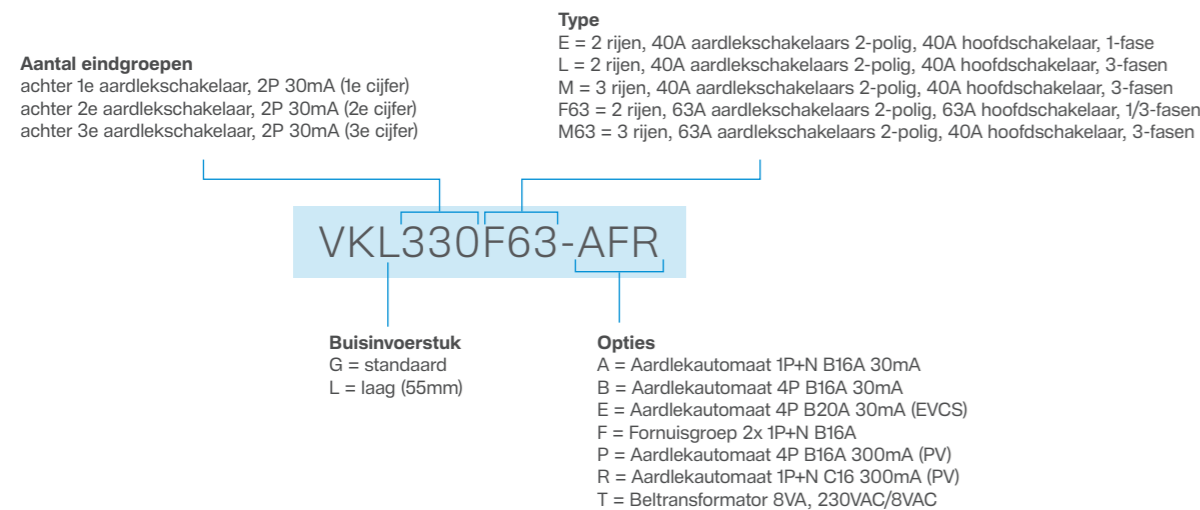 Aantal eindgroepen
achter 1e aardlekschakelaar, 2P 30mA (1e cijfer)
achter 2e aardlekschakelaar, 2P 30mA (2e cijfer)
achter 3e aardlekschakelaar, 2P 30mA (3e cijfer)
Type
E = 2 rijen, 40A aardlekschakelaars 2-polig, 40A hoofdschakelaar, 1-fase
L = 2 rijen, 40A aardlekschakelaars 2-polig, 40A hoofdschakelaar, 3-fasen
M = 3 rijen, 40A aardlekschakelaars 2-polig, 40A hoofdschakelaar, 3-fasen
F63 = 2 rijen, 63A aardlekschakelaars 2-polig, 63A hoofdschakelaar, 1/3-fasen
M63 = 3 rijen, 63A aardlekschakelaars 2-polig, 40A hoofdschakelaar, 3-fasen
VKL330F63-AFR
Buisinvoerstuk
G = standaard
L = laag (55mm)
Opties
A = Aardlekautomaat 1P+N B16A 30mA
B = Aardlekautomaat 4P B16A 30mA
E = Aardlekautomaat 4P B20A 30mA (EVCS)
F = Fornuisgroep 2x 1P+N B16A
P = Aardlekautomaat 4P B16A 300mA (PV)
R = Aardlekautomaat 1P+N C16 300mA (PV)
T = Beltransformator 8VA, 230VAC/8VAC